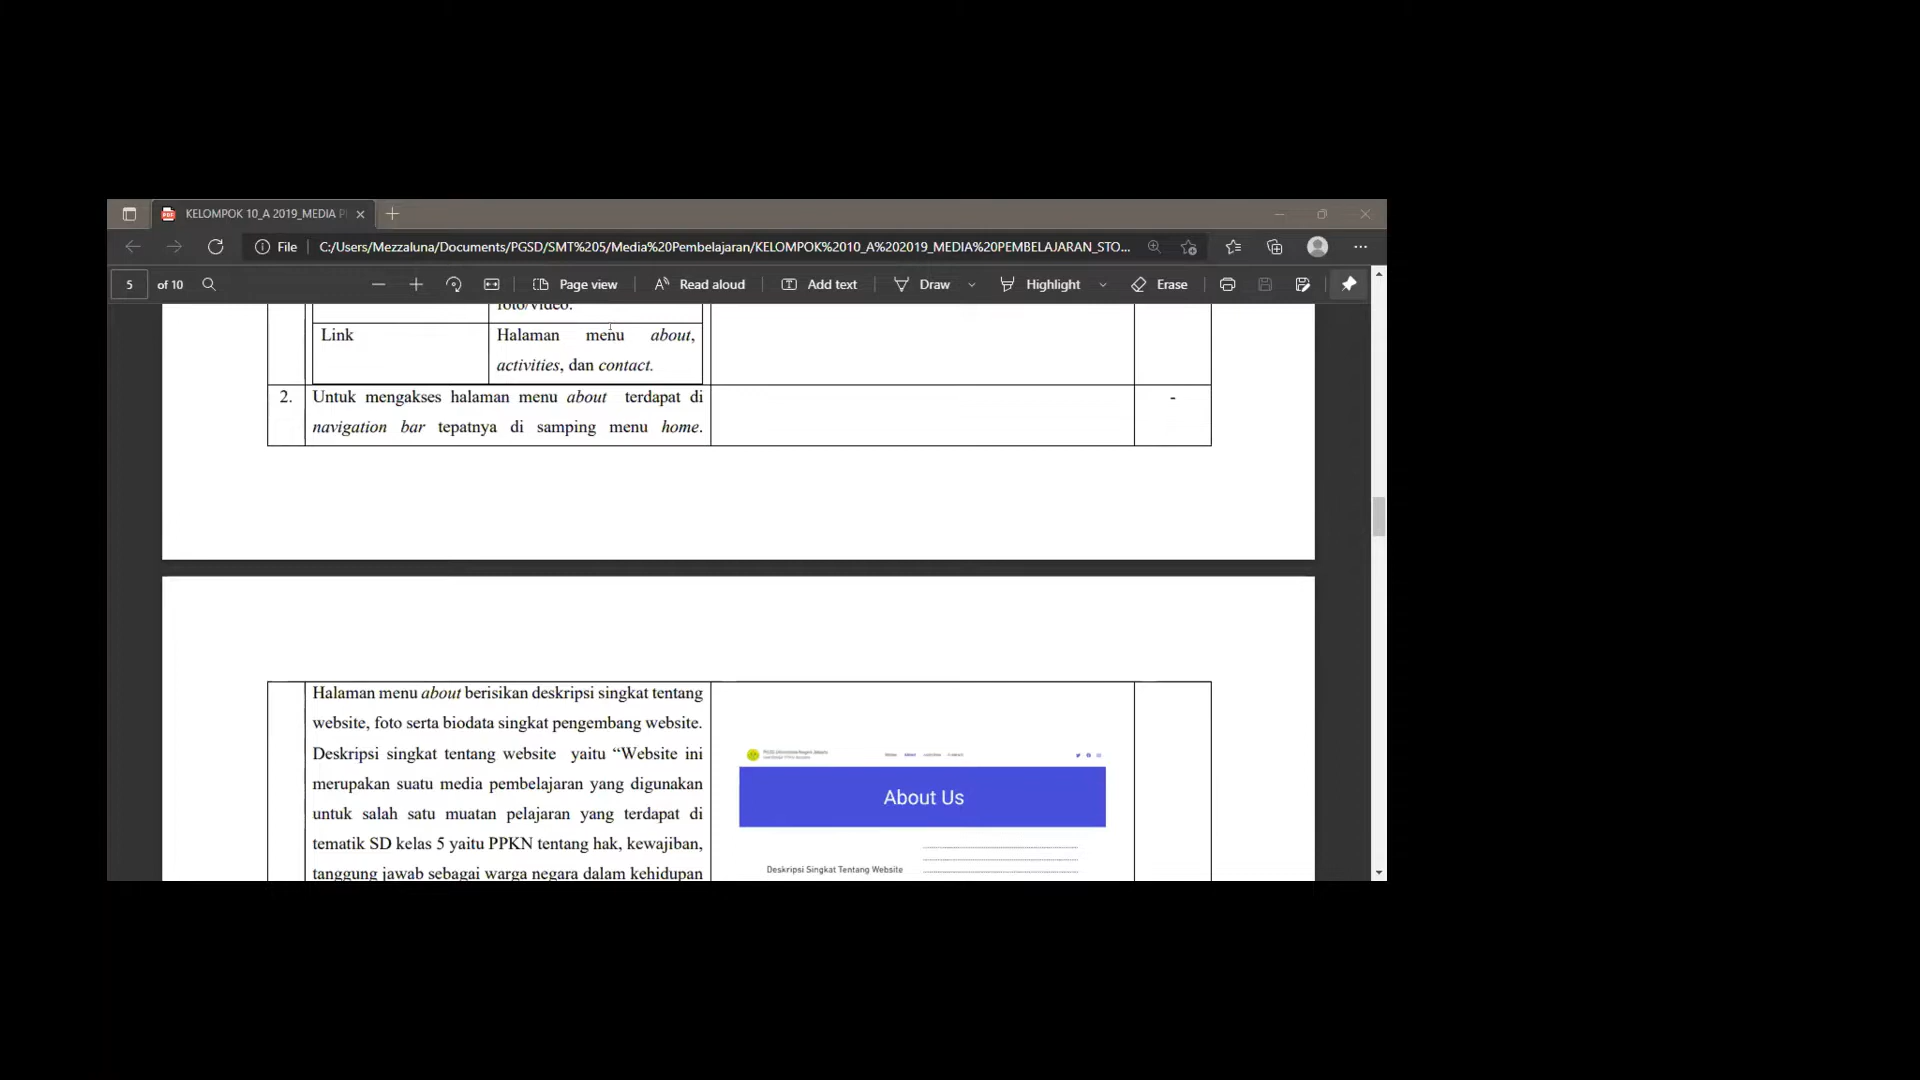 KELOMPOK 10_A 2019_MEDIA P
File
C:/Users/Mezzaluna/Documents/PGSD/SMT%205/Media%20Pembelajaran/KELOMPOK%2010_A%202019_MEDIA%20PEMBELAJARAN_STO...
5 of 10
Page view
Read aloud
Add text
Draw
Highlight
Erase
foto/video.
Link
Halaman menu about,
activities, dan contact.
2. Untuk mengakses halaman menu about terdapat di -
navigation bar tepatnya di samping menu home.
Halaman menu about berisikan deskripsi singkat tentang
website, foto serta biodata singkat pengembang website.
Deskripsi singkat tentang website yaitu “Website ini
merupakan suatu media pembelajaran yang digunakan
untuk salah satu muatan pelajaran yang terdapat di
tematik SD kelas 5 yaitu PPKN tentang hak, kewajiban,
tanggung jawab sebagai warga negara dalam kehidupan
About Us
Deskripsi Singkat Tentang Website